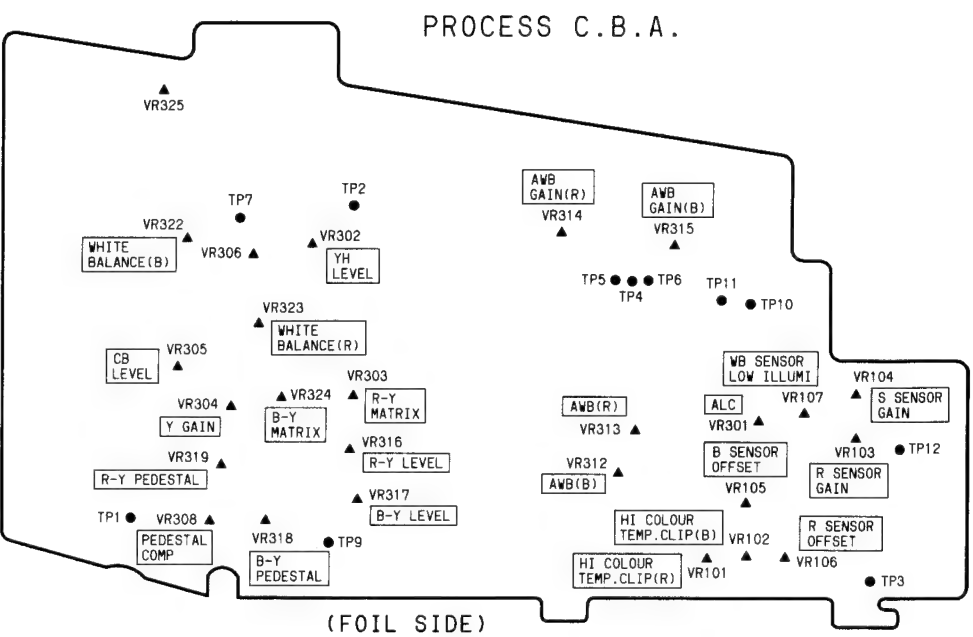 PROCESS C.B.A.
VR325
AWB
GAIN(R)
VR314
AWB
GAIN(B)
VR315
TP7
TP2
VR322
WHITE
BALANCE(B)
VR306
VR302
YH
LEVEL
TP5
TP4
TP6
TP11
TP10
VR323
WHITE
BALANCE(R)
CB
LEVEL
VR305
WB SENSOR
LOW ILLUMI
VR107
VR104
S SENSOR
GAIN
VR304
Y GAIN
VR324
B-Y
MATRIX
VR303
R-Y
MATRIX
AWB(R)
VR313
ALC
VR301
VR103
R SENSOR
GAIN
TP12
VR319
R-Y PEDESTAL
VR316
R-Y LEVEL
VR312
AWB(B)
B SENSOR
OFFSET
VR105
VR317
B-Y LEVEL
TP1
VR308
PEDESTAL
COMP
VR318
B-Y
PEDESTAL
TP9
HI COLOUR
TEMP.CLIP(B)
VR102
R SENSOR
OFFSET
VR106
HI COLOUR
TEMP.CLIP(R)
VR101
TP3
(FOIL SIDE)